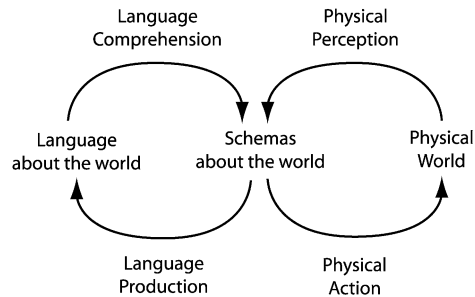 Language
Comprehension
Physical
Perception
Language
about the world
Schemas
about the world
Physical
World
Language
Production
Physical
Action